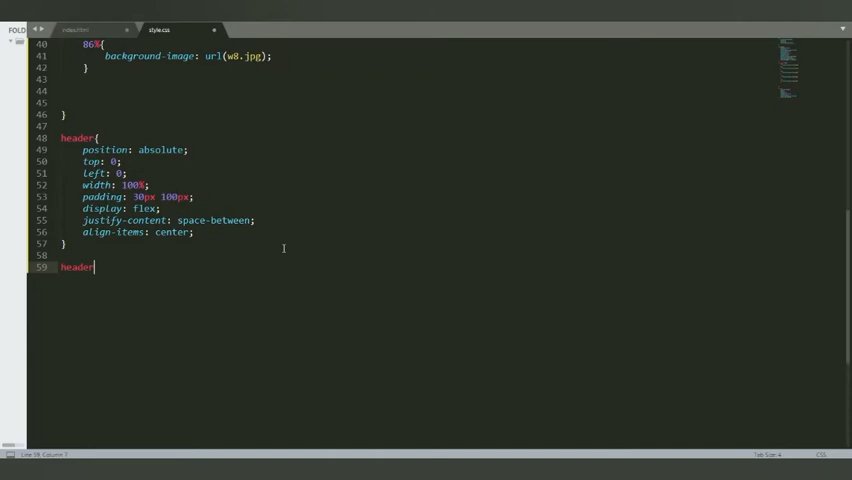 FOLD
index.html
style.css
40 86%{
41 background-image: url(w8.jpg);
42 }
43
44
45
46 }
47
48 header{
49 position: absolute;
50 top: 0;
51 left: 0;
52 width: 100%;
53 padding: 30px 100px;
54 display: flex;
55 justify-content: space-between;
56 align-items: center;
57 }
58
59 header
Line 59, Column 7
Tab Size: 4
CSS